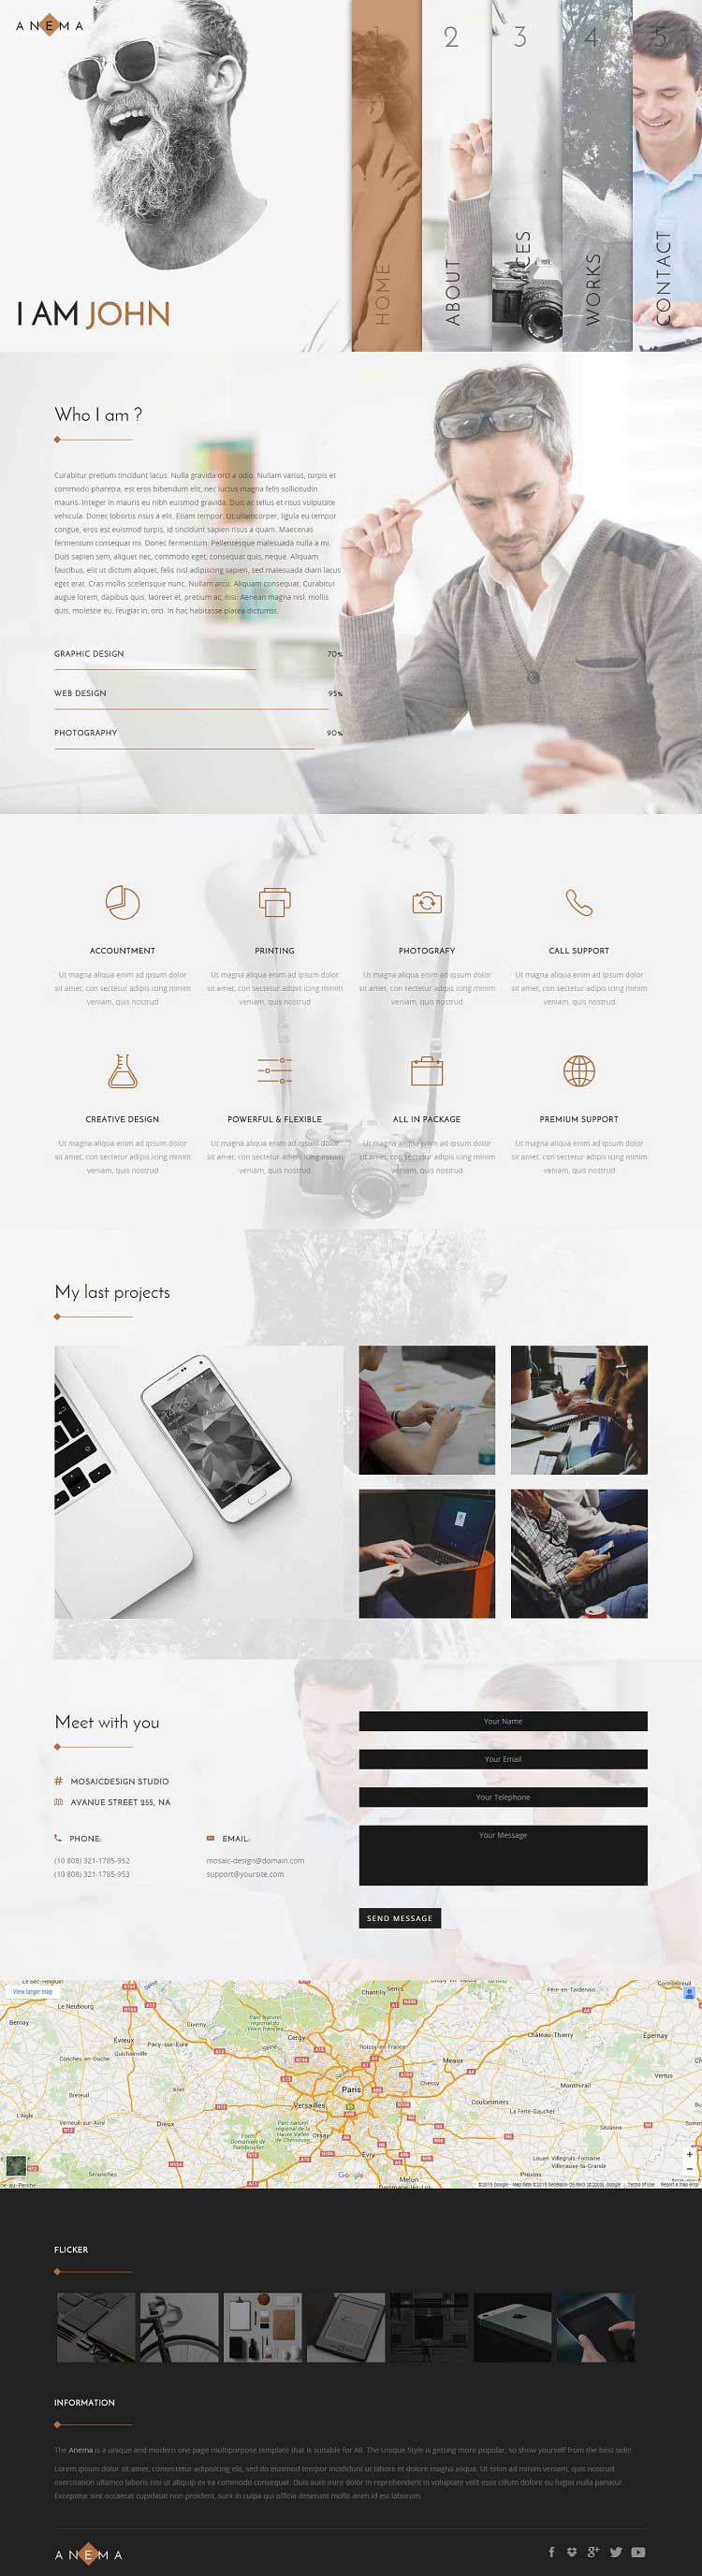 ANEMA
1
2
3
4
5
HOME
ABOUT
WORKS
CONTACT
I AM JOHN
Who I am ?
Curabitur pretium tincidunt lacus. Nulla gravida orci a odio. Nullam varius, turpis et
commodo pharetra, est eros bibendum elit, nec luctus magna felis sollicitudin
mauris. Integer in mauris eu nibh euismod gravida. Duis ac tellus et risus vulputate
vehicula. Donec lobortis risus a elit. Etiam tempor. Ut ullamcorper, ligula eu tempor
congue, eros est euismod turpis, id tincidunt sapien risus a quam. Maecenas
fermentum consequat mi. Donec fermentum. Pellentesque malesuada nulla a mi.
Duis sapien sem, aliquet nec, commodo eget, consequat quis, neque. Aliquam
faucibus, elit ut dictum aliquet, felis nisl adipiscing sapien, sed malesuada diam lacus
eget erat. Cras mollis scelerisque nunc. Nullam arcu. Aliquam consequat. Curabitur
augue lorem, dapibus quis, laoreet et, pretium ac, nisi. Aenean magna nisl, mollis
quis, molestie eu, feugiat in, orci. In hac habitasse platea dictumst.
GRAPHIC DESIGN 70%
WEB DESIGN 95%
PHOTOGRAPHY 90%
ACCOUNTMENT
Ut magna aliqua enim ad ipsum dolor
sit amet, con sectetur adipis icing minim
veniam, quis nostrud
PRINTING
Ut magna aliqua enim ad ipsum dolor
sit amet, con sectetur adipis icing minim
veniam, quis nostrud
PHOTOGRAFY
Ut magna aliqua enim ad ipsum dolor
sit amet, con sectetur adipis icing minim
veniam, quis nostrud
CALL SUPPORT
Ut magna aliqua enim ad ipsum dolor
sit amet, con sectetur adipis icing minim
veniam, quis nostrud
CREATIVE DESIGN
Ut magna aliqua enim ad ipsum dolor
sit amet, con sectetur adipis icing minim
veniam, quis nostrud
POWERFUL & FLEXIBLE
Ut magna aliqua enim ad ipsum dolor
sit amet, con sectetur adipis icing minim
veniam, quis nostrud
ALL IN PACKAGE
Ut magna aliqua enim ad ipsum dolor
sit amet, con sectetur adipis icing minim
veniam, quis nostrud
PREMIUM SUPPORT
Ut magna aliqua enim ad ipsum dolor
sit amet, con sectetur adipis icing minim
veniam, quis nostrud
My last projects
Meet with you
MOSAICDESIGN STUDIO
AVANUE STREET 255, NA
PHONE:
(10 808) 321-1785-952
(10 808) 321-1785-953
EMAIL:
mosaic-design@domain.com
support@yoursite.com
Your Name
Your Email
Your Telephone
Your Message
SEND MESSAGE
View larger map
Le Neubourg
Bernay
Évreux
Pacy-sur-Eure
Giverny
Cergy
Chantilly
Senlis
Fère-en-Tardenois
Château-Thierry
Épernay
Roissy-en-France
Meaux
Conches-en-Ouche
Breteuil
Anet
Dreux
L'Aigle
Verneuil-sur-Avre
Versailles
Paris
Chessy
Coulommiers
La Ferté-Gaucher
Montmirail
Vertus
Sézanne
Orsay
Évry
Melun
Senonches
Provins
Google
Terms of Use
Report a map error
FLICKER
INFORMATION
The Anema is a unique and modern one page multipurpose template that is suitable for All. The Unique Style is getting more popular, so show yourself from the best side!
Lorem ipsum dolor sit amet, consectetur adipisicing elit, sed do eiusmod tempor incididunt ut labore et dolore magna aliqua. Ut enim ad minim veniam, quis nostrud
exercitation ullamco laboris nisi ut aliquip ex ea commodo consequat. Duis aute irure dolor in reprehenderit in voluptate velit esse cillum dolore eu fugiat nulla pariatur.
Excepteur sint occaecat cupidatat non proident, sunt in culpa qui officia deserunt mollit anim id est laborum.
ANEMA